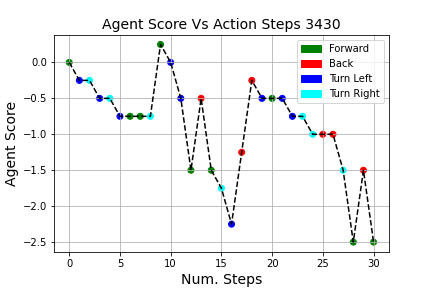 Agent Score Vs Action Steps 3430
Forward
Back
Turn Left
Turn Right
Agent Score
0.0
−0.5
−1.0
−1.5
−2.0
−2.5
0 5 10 15 20 25 30
Num. Steps